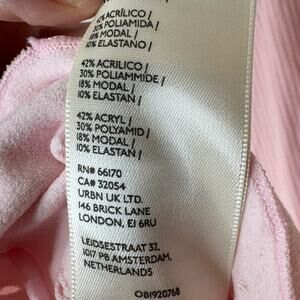 42% ACRÍLICO /
30% POLIAMIDA /
18% MODAL /
10% ELASTANO /
42% ACRILICO /
30% POLIAMMIDE /
18% MODAL /
10% ELASTAN /
42% ACRYL /
30% POLYAMID /
18% MODAL /
10% ELASTAN /
RN# 66170
CA# 32054
URBN UK LTD.
146 BRICK LANE
LONDON, E1 6RU
LEIDSESTRAAT 32,
1017 PB AMSTERDAM,
NETHERLANDS
OB1920768